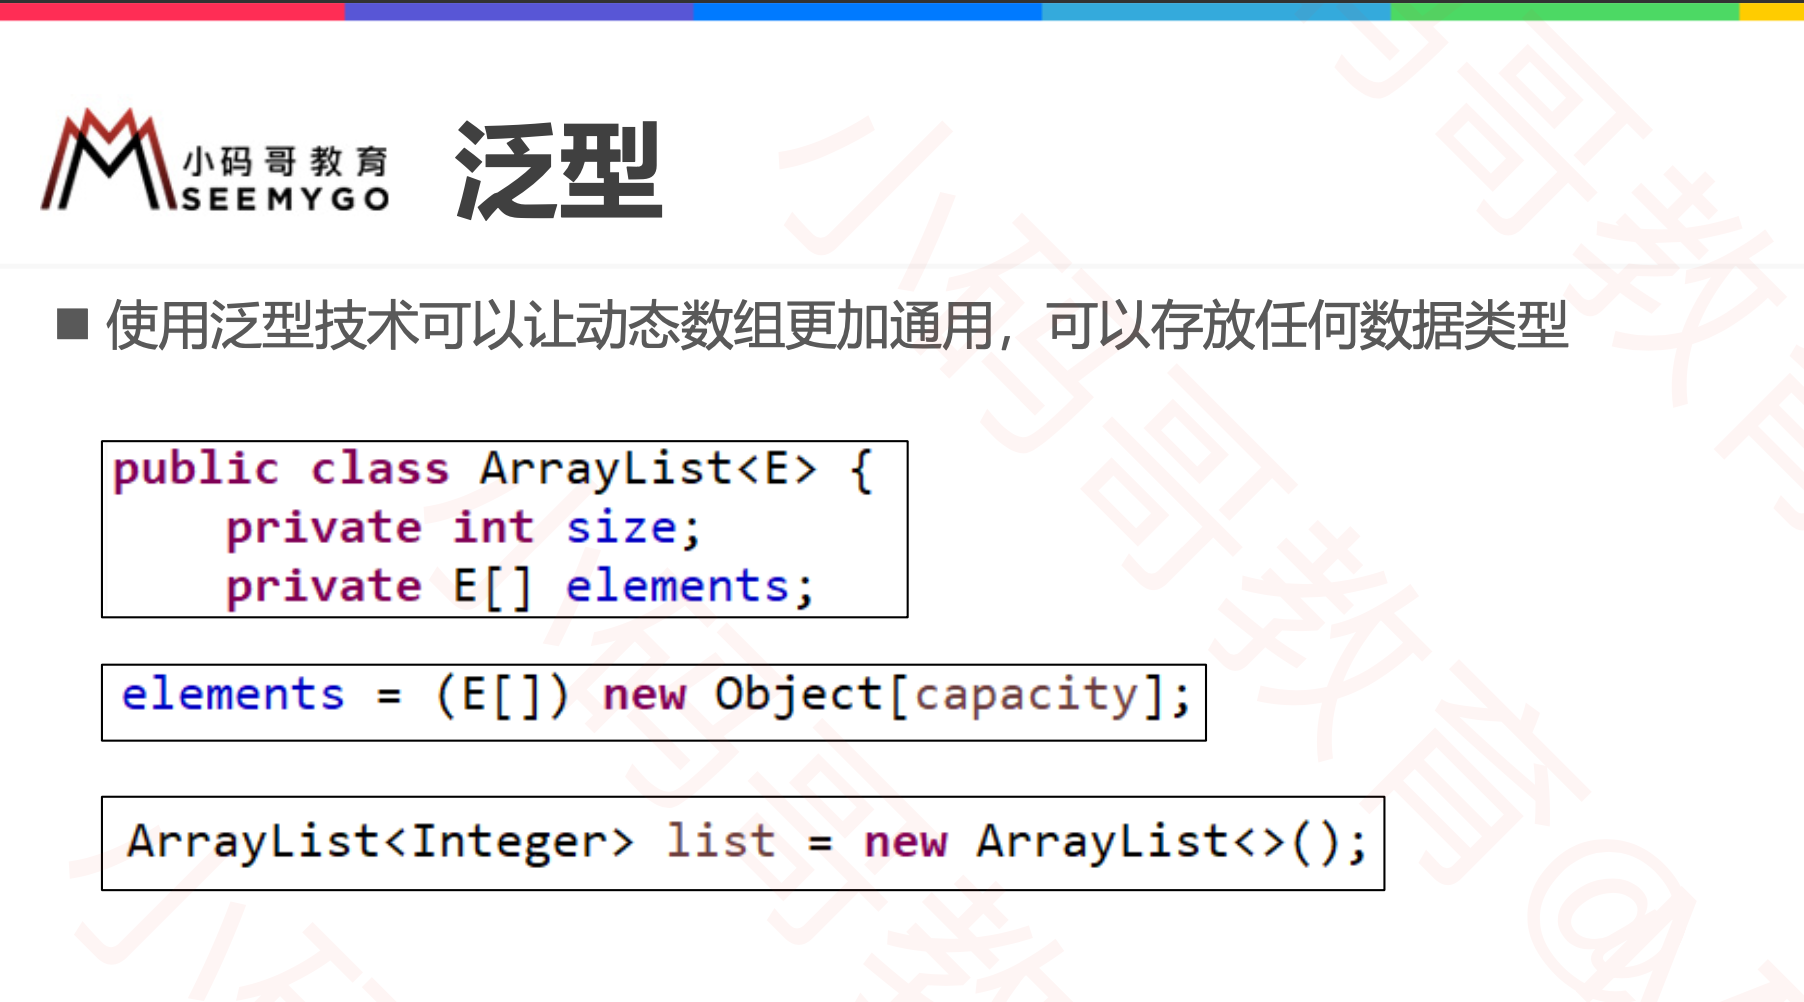 小码哥教育
SEEMYGO
泛型
使用泛型技术可以让动态数组更加通用，可以存放任何数据类型
public class ArrayList<E> {
    private int size;
    private E[] elements;
elements = (E[]) new Object[capacity];
ArrayList<Integer> list = new ArrayList<>();